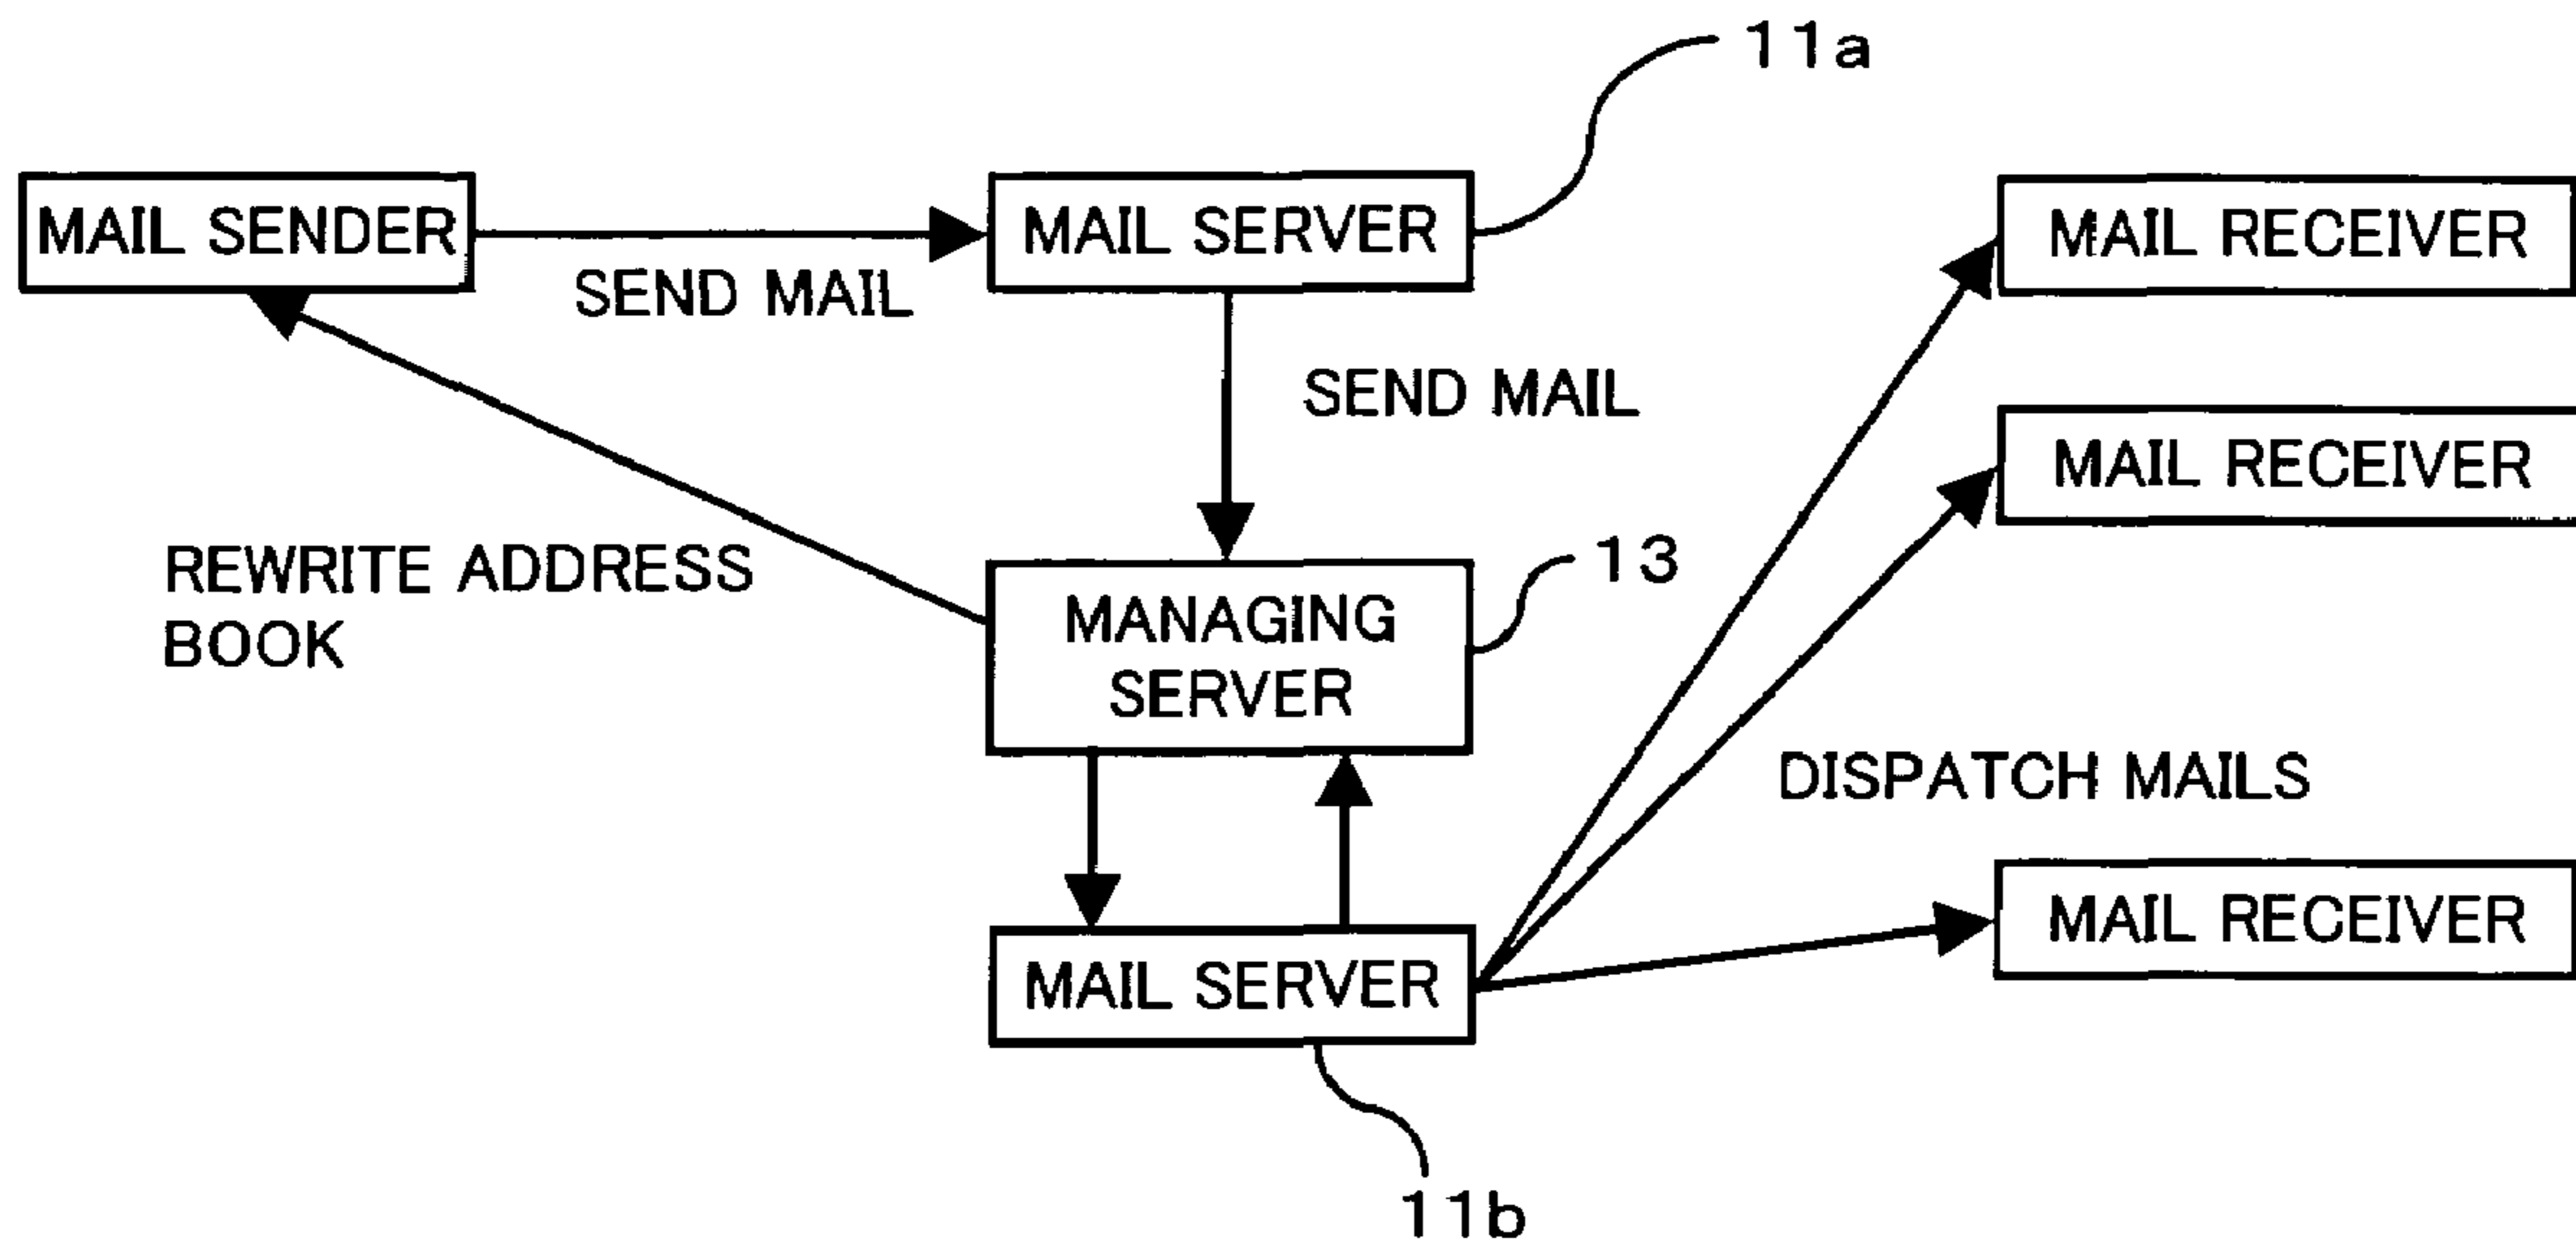 11a
MAIL SENDER
MAIL SERVER
MAIL RECEIVER
SEND MAIL
SEND MAIL
MAIL RECEIVER
REWRITE ADDRESS
BOOK
13
MANAGING
SERVER
DISPATCH MAILS
MAIL RECEIVER
MAIL SERVER
11b